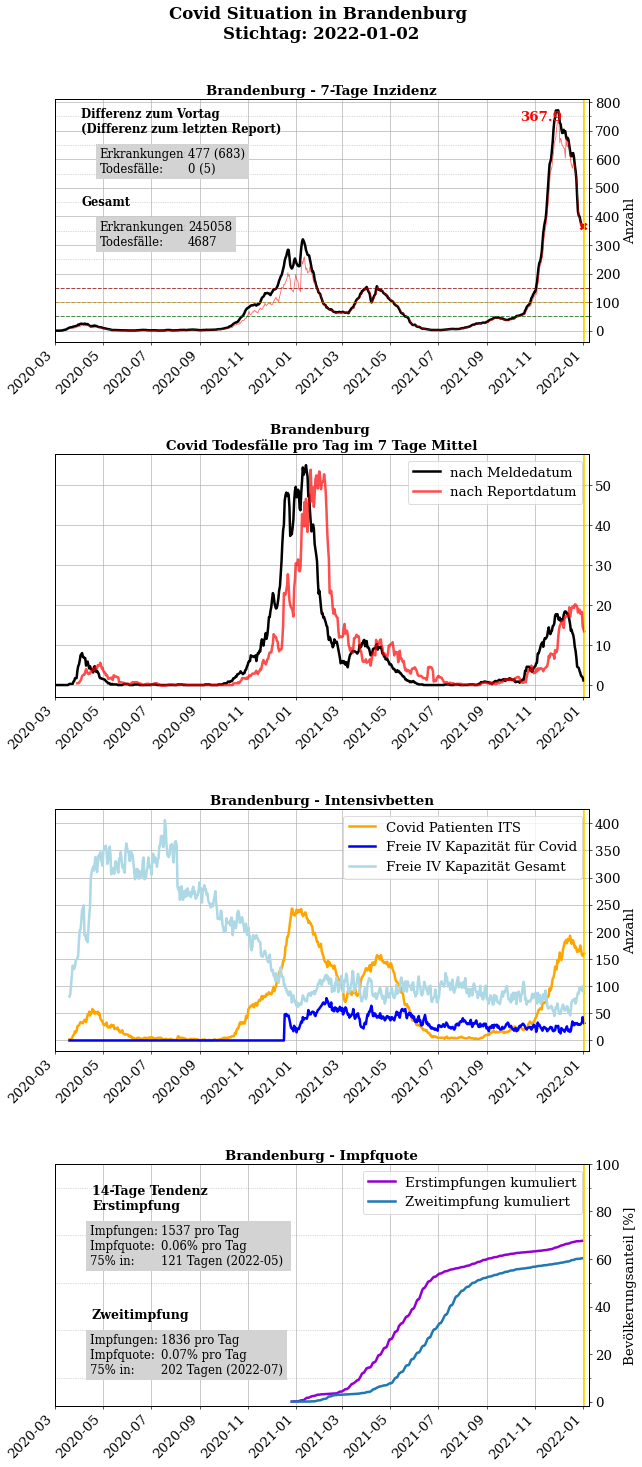 Covid Situation in Brandenburg
Stichtag: 2022-01-02
Brandenburg - 7-Tage Inzidenz
Differenz zum Vortag
(Differenz zum letzten Report)
Erkrankungen 477 (683)
Todesfälle: 0 (5)
Gesamt
Erkrankungen 245058
Todesfälle: 4687
367.9
800
700
600
500
400
300
200
100
0
Anzahl
2020-03
2020-05
2020-07
2020-09
2020-11
2021-01
2021-03
2021-05
2021-07
2021-09
2021-11
2022-01
Brandenburg
Covid Todesfälle pro Tag im 7 Tage Mittel
nach Meldedatum
nach Reportdatum
50
40
30
20
10
0
2020-03
2020-05
2020-07
2020-09
2020-11
2021-01
2021-03
2021-05
2021-07
2021-09
2021-11
2022-01
Brandenburg - Intensivbetten
Covid Patienten ITS
Freie IV Kapazität für Covid
Freie IV Kapazität Gesamt
400
350
300
250
200
150
100
50
0
Anzahl
2020-03
2020-05
2020-07
2020-09
2020-11
2021-01
2021-03
2021-05
2021-07
2021-09
2021-11
2022-01
Brandenburg - Impfquote
14-Tage Tendenz
Erstimpfung
Impfungen: 1537 pro Tag
Impfquote: 0.06% pro Tag
75% in: 121 Tagen (2022-05)
Zweitimpfung
Impfungen: 1836 pro Tag
Impfquote: 0.07% pro Tag
75% in: 202 Tagen (2022-07)
Erstimpfungen kumuliert
Zweitimpfung kumuliert
100
80
60
40
20
0
Bevölkerungsanteil [%]
2020-03
2020-05
2020-07
2020-09
2020-11
2021-01
2021-03
2021-05
2021-07
2021-09
2021-11
2022-01